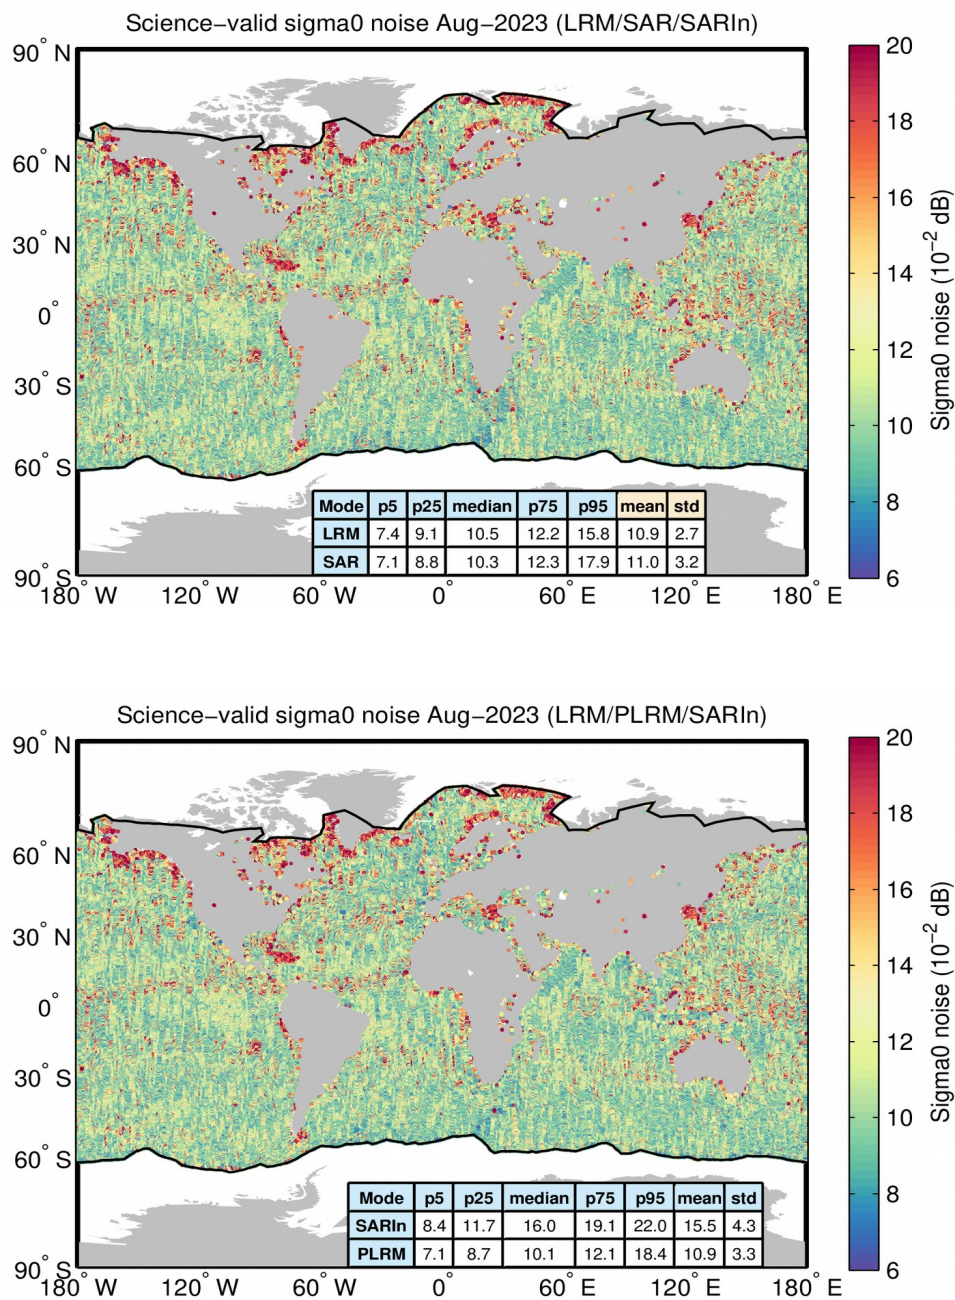 Science−valid sigma0 noise Aug−2023 (LRM/SAR/SARIn)
90° N
60° N
30° N
0°
30° S
60° S
90° S
180° W 120° W 60° W 0° 60° E 120° E 180° E
20
18
16
14
12
10
8
6
Sigma0 noise (10⁻² dB)
Mode p5 p25 median p75 p95 mean std
LRM 7.4 9.1 10.5 12.2 15.8 10.9 2.7
SAR 7.1 8.8 10.3 12.3 17.9 11.0 3.2
Science−valid sigma0 noise Aug−2023 (LRM/PLRM/SARIn)
90° N
60° N
30° N
0°
30° S
60° S
90° S
180° W 120° W 60° W 0° 60° E 120° E 180° E
20
18
16
14
12
10
8
6
Sigma0 noise (10⁻² dB)
Mode p5 p25 median p75 p95 mean std
SARIn 8.4 11.7 16.0 19.1 22.0 15.5 4.3
PLRM 7.1 8.7 10.1 12.1 18.4 10.9 3.3